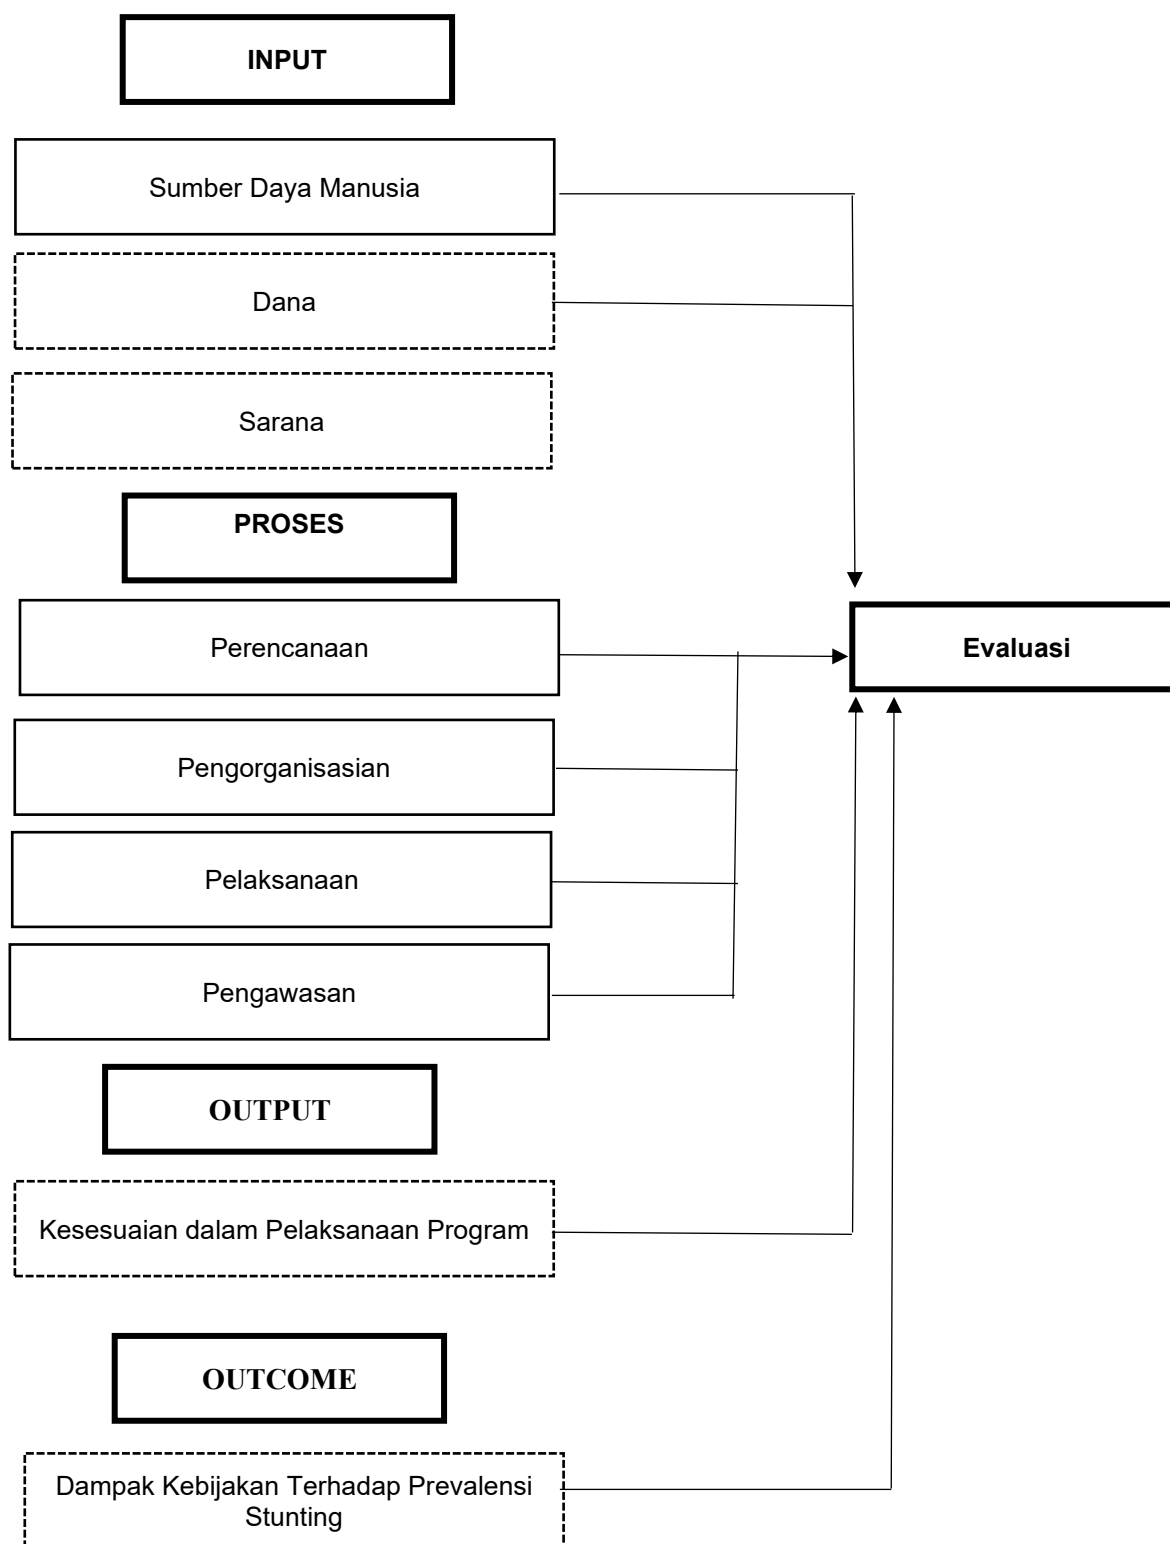 INPUT
Sumber Daya Manusia
Dana
Sarana
PROSES
Perencanaan
Evaluasi
Pengorganisasian
Pelaksanaan
Pengawasan
OUTPUT
Kesesuaian dalam Pelaksanaan Program
OUTCOME
Dampak Kebijakan Terhadap Prevalensi
Stunting